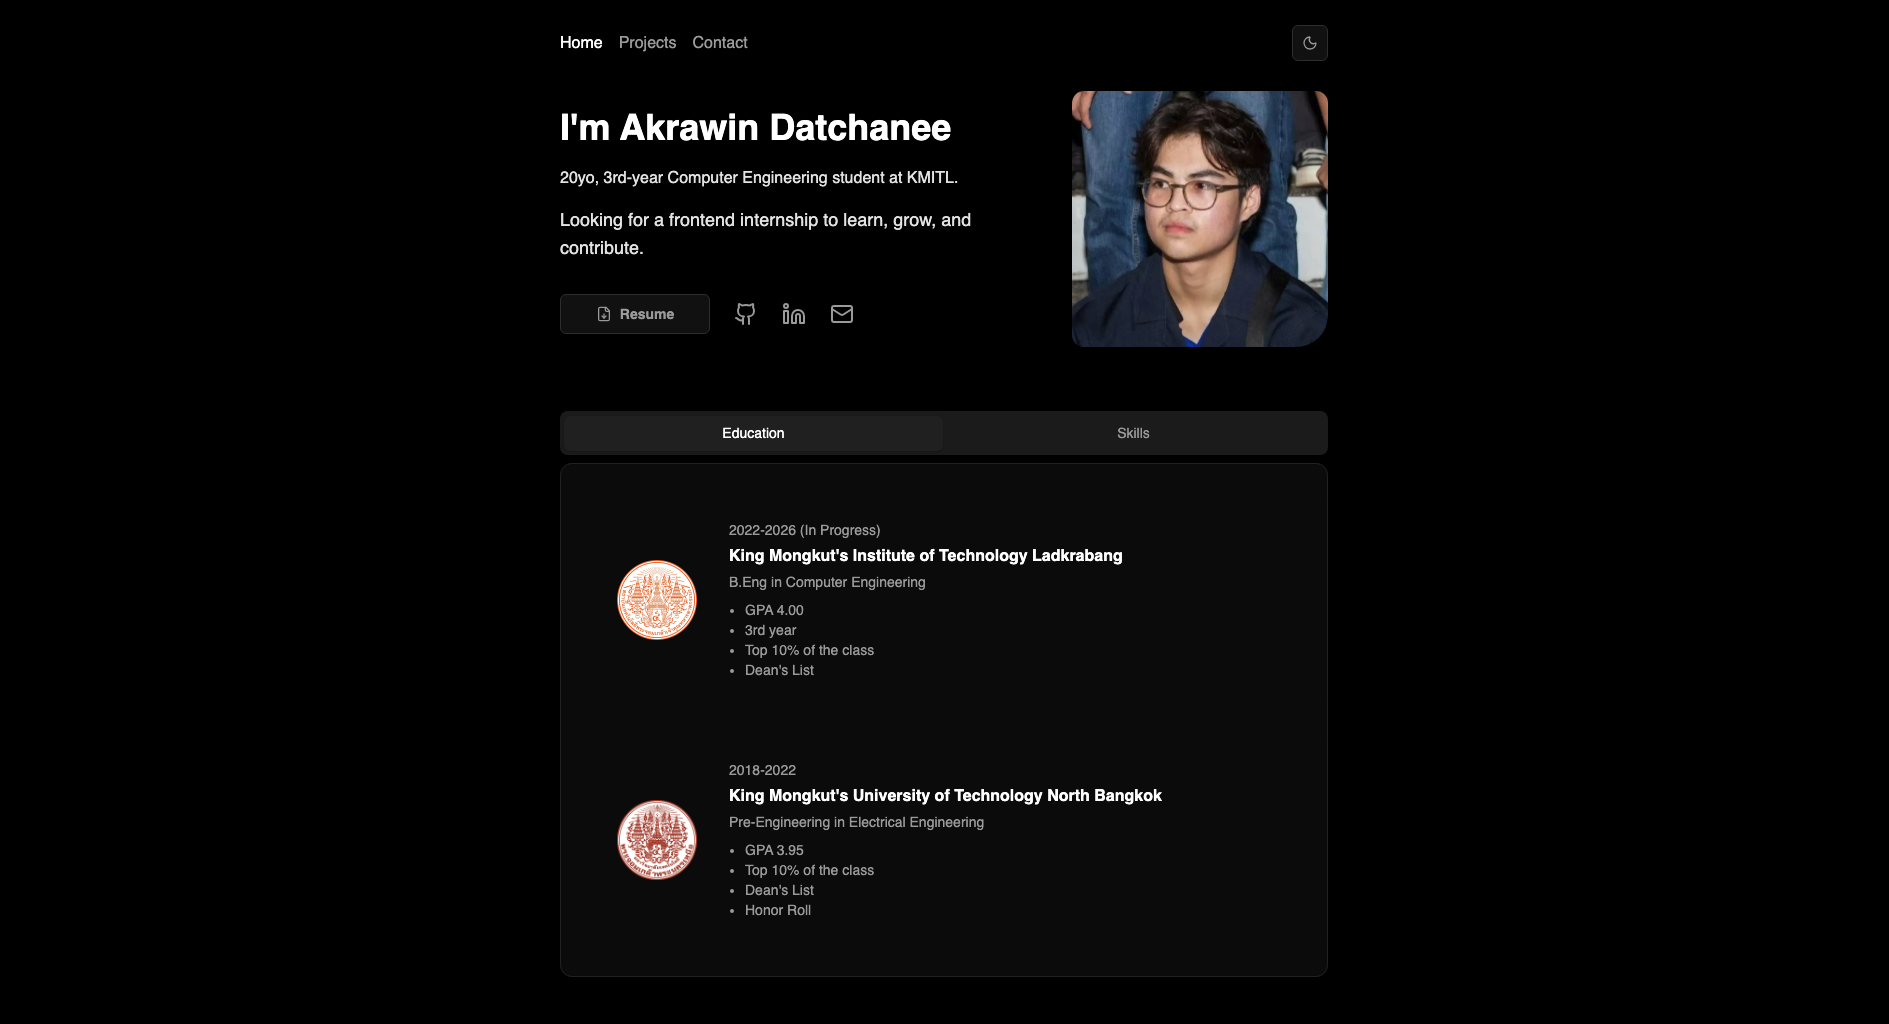 Home Projects Contact
I'm Akrawin Datchanee
20yo, 3rd-year Computer Engineering student at KMITL.
Looking for a frontend internship to learn, grow, and
contribute.
Resume
Education Skills
2022-2026 (In Progress)
King Mongkut's Institute of Technology Ladkrabang
B.Eng in Computer Engineering
• GPA 4.00
• 3rd year
• Top 10% of the class
• Dean's List
2018-2022
King Mongkut's University of Technology North Bangkok
Pre-Engineering in Electrical Engineering
• GPA 3.95
• Top 10% of the class
• Dean's List
• Honor Roll